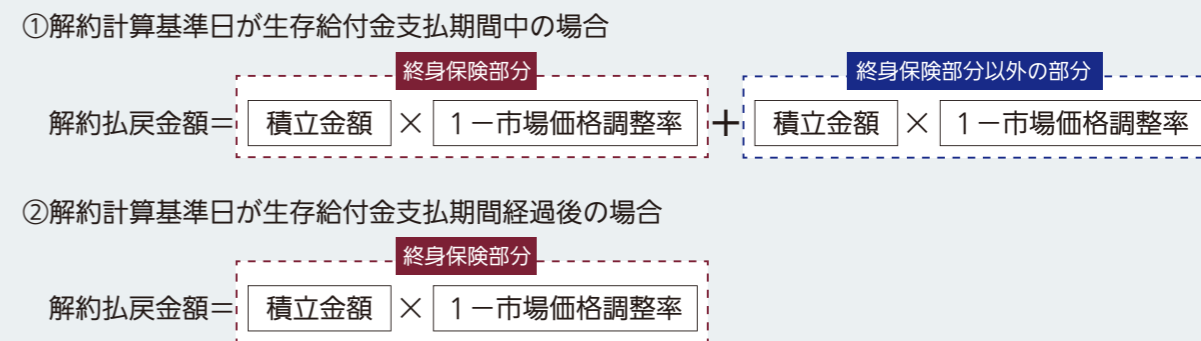 ①解約計算基準日が生存給付金支払期間中の場合
終身保険部分 終身保険部分以外の部分
解約払戻金額＝ 積立金額 × 1－市場価格調整率 ＋ 積立金額 × 1－市場価格調整率
②解約計算基準日が生存給付金支払期間経過後の場合
終身保険部分
解約払戻金額＝ 積立金額 × 1－市場価格調整率